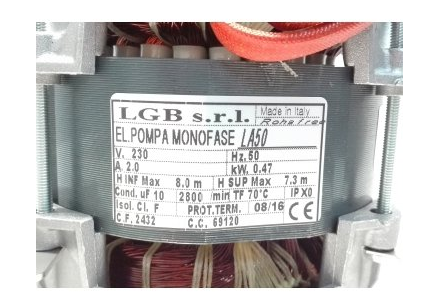 LGB s.r.l. Made in Italy
RoHs free
EL.POMPA MONOFASE LA50
V. 230 Hz. 50
A 2.0 kW. 0.47
H INF Max 8.0 m H SUP Max 7.3 m
Cond. uF 10 2800 /min TF 70°C IP X0
Isol. Cl. F PROT. TERM. 08/16 CE
C.F. 2432 C.C. 69120